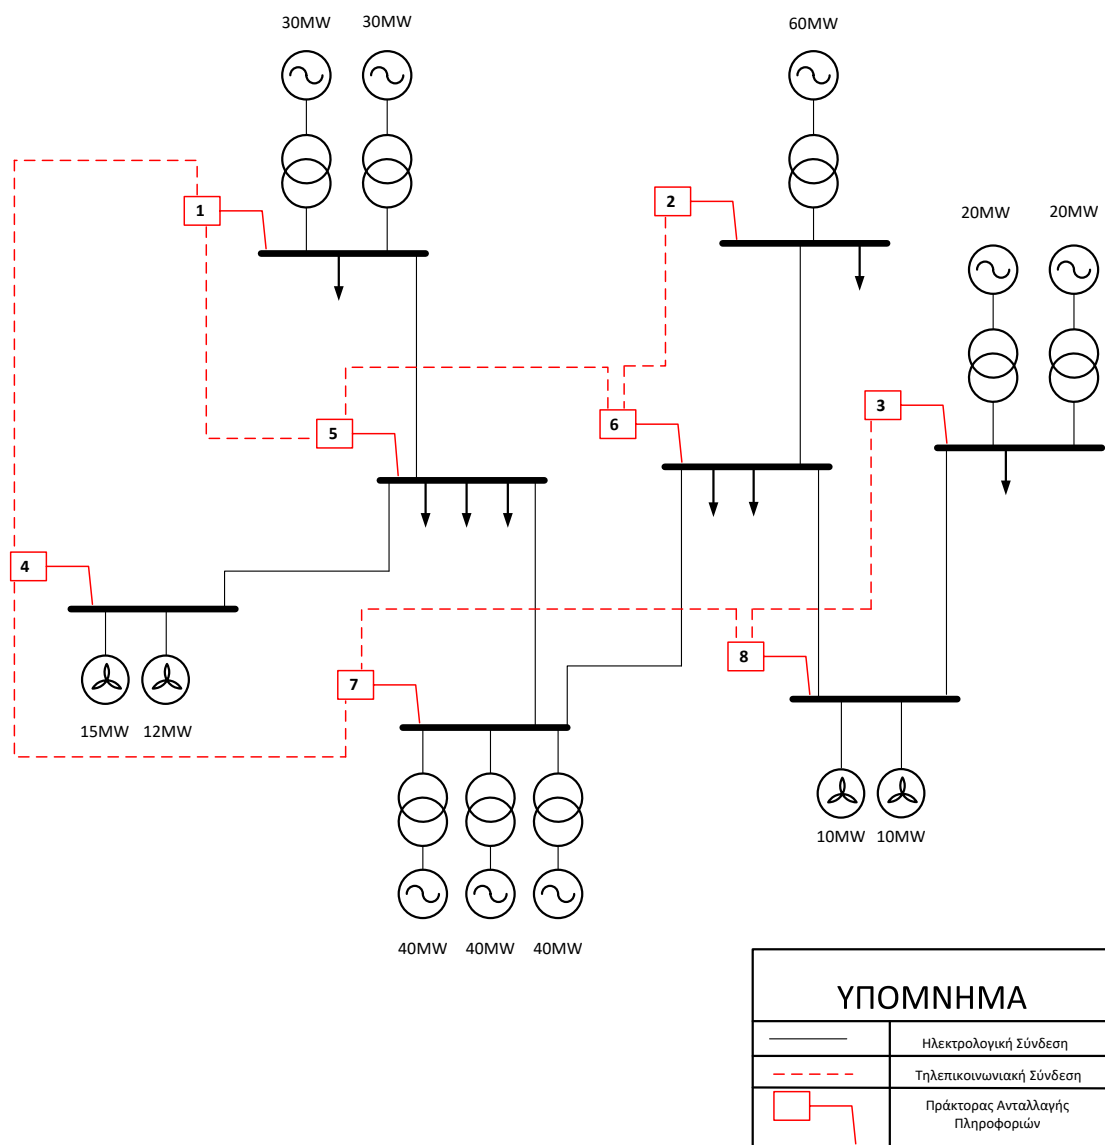 30MW 30MW 60MW
1
2
20MW 20MW
3
5
6
4
8
7
15MW 12MW
10MW 10MW
40MW 40MW 40MW
ΥΠΟΜΝΗΜΑ
Ηλεκτρολογική Σύνδεση
Τηλεπικοινωνιακή Σύνδεση
Πράκτορας Ανταλλαγής
Πληροφοριών